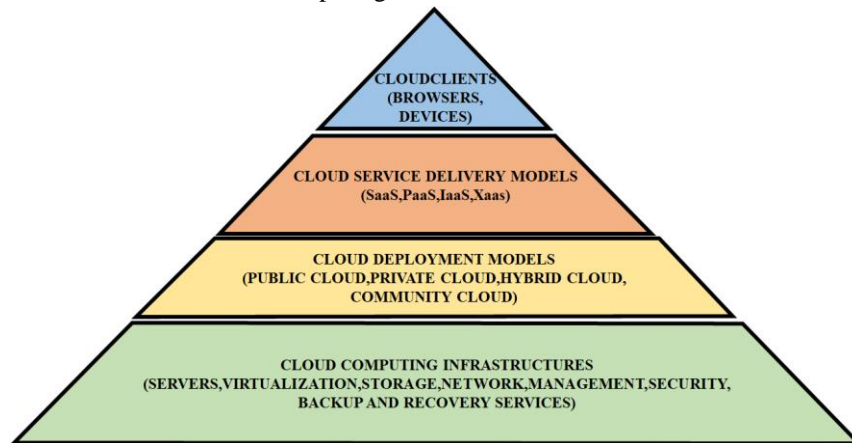 CLOUDCLIENTS
(BROWSERS,
DEVICES)
CLOUD SERVICE DELIVERY MODELS
(SaaS,PaaS,IaaS,Xaas)
CLOUD DEPLOYMENT MODELS
(PUBLIC CLOUD,PRIVATE CLOUD,HYBRID CLOUD,
COMMUNITY CLOUD)
CLOUD COMPUTING INFRASTRUCTURES
(SERVERS,VIRTUALIZATION,STORAGE,NETWORK,MANAGEMENT,SECURITY,
BACKUP AND RECOVERY SERVICES)